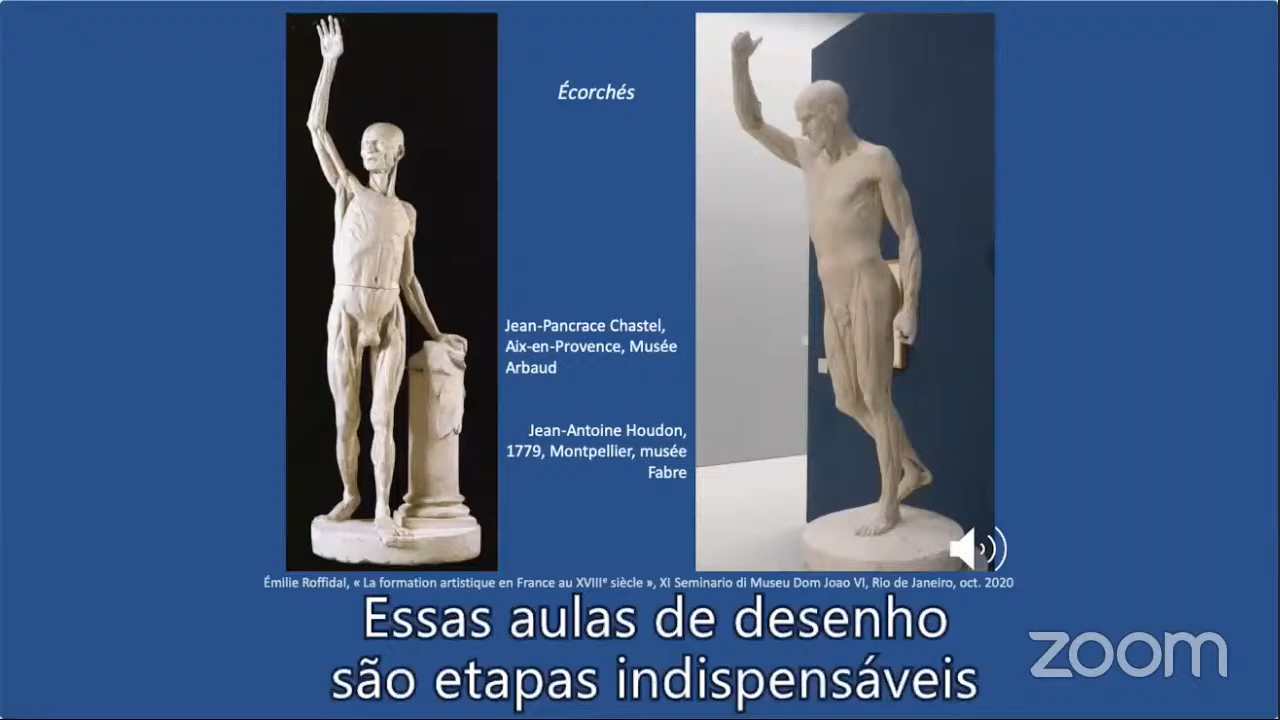 Écorchés
Jean-Pancrace Chastel,
Aix-en-Provence, Musée
Arbaud
Jean-Antoine Houdon,
1779, Montpellier, musée
Fabre
Émilie Roffidal, « La formation artistique en France au XVIIIᵉ siècle », XI Seminario di Museu Dom Joao VI, Rio de Janeiro, oct. 2020
Essas aulas de desenho
são etapas indispensáveis
zoom